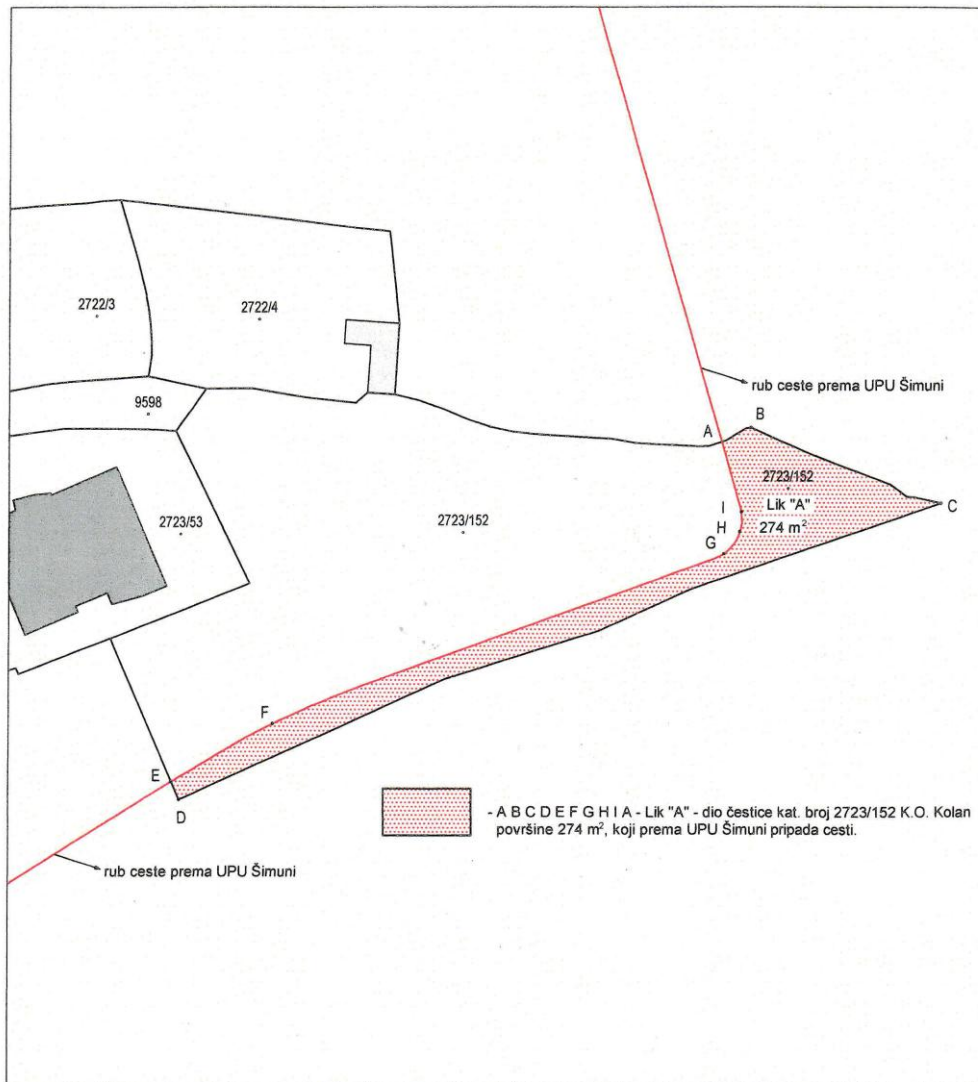 2722/3
2722/4
rub ceste prema UPU Šimuni
9598
B
A
2723/152
C
I
Lik "A"
2723/53
2723/152
H
274 m²
G
F
E
D
- A B C D E F G H I A - Lik "A" - dio čestice kat. broj 2723/152 K.O. Kolan
površine 274 m², koji prema UPU Šimuni pripada cesti.
rub ceste prema UPU Šimuni